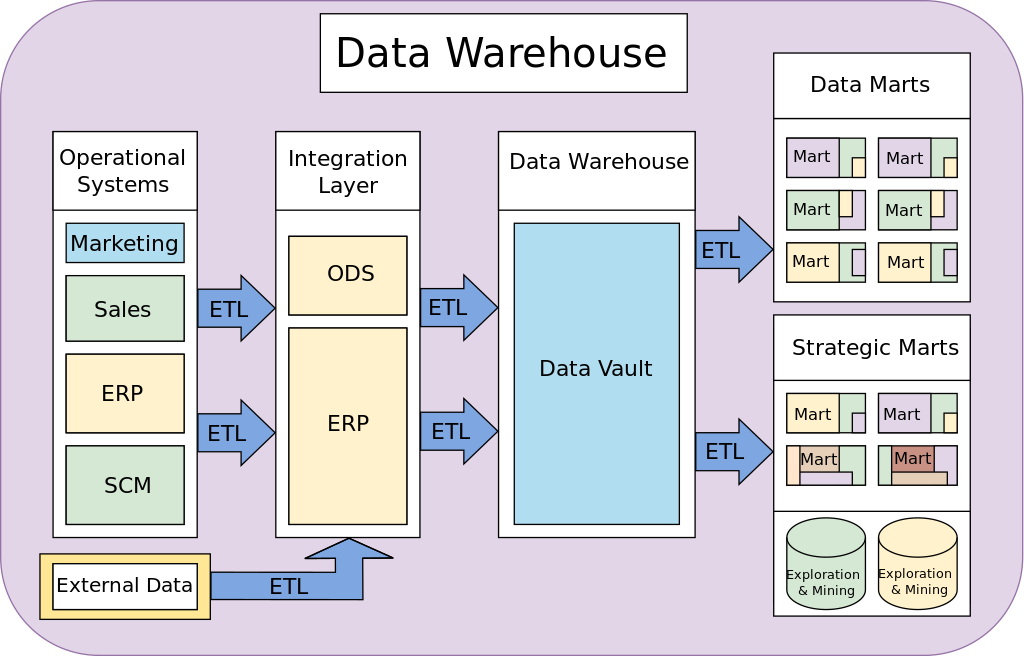 Data Warehouse
Operational
Systems
Marketing
Sales
ERP
SCM
External Data
ETL
ETL
ETL
Integration
Layer
ODS
ERP
ETL
ETL
Data Warehouse
Data Vault
ETL
ETL
Data Marts
Mart
Mart
Mart
Mart
Mart
Mart
Strategic Marts
Mart
Mart
Mart
Mart
Exploration
& Mining
Exploration
& Mining